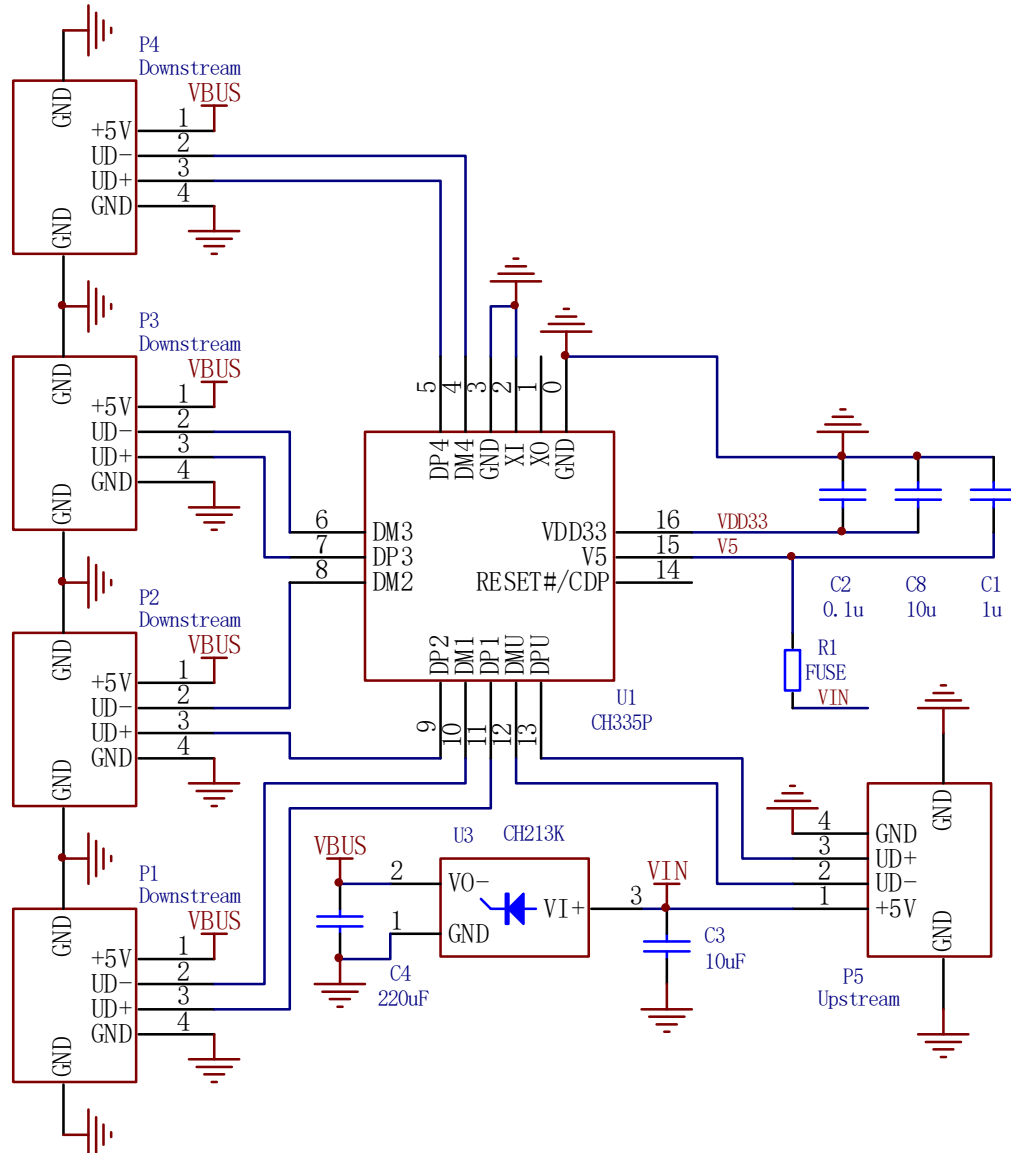 P4
Downstream
VBUS
GND
+5V 1
UD- 2
UD+ 3
GND 4
GND
P3
Downstream
VBUS
GND
+5V 1
UD- 2
UD+ 3
GND 4
GND
P2
Downstream
VBUS
GND
+5V 1
UD- 2
UD+ 3
GND 4
GND
P1
Downstream
VBUS
GND
+5V 1
UD- 2
UD+ 3
GND 4
GND
5 4 3 2 1 0
DP4 DM4 GND XI XO GND
6 DM3
7 DP3
8 DM2
VDD33 16 VDD33
V5 15 V5
RESET#/CDP 14
DP2 DM1 DP1 DMU DPU
9 10 11 12 13
U1
CH335P
C2
0.1u
C8
10u
C1
1u
R1
FUSE
VIN
U3 CH213K
VBUS
2 VO-
1 GND
VI+ 3
VIN
C4
220uF
C3
10uF
GND
4 GND
3 UD+
2 UD-
1 +5V
GND
P5
Upstream